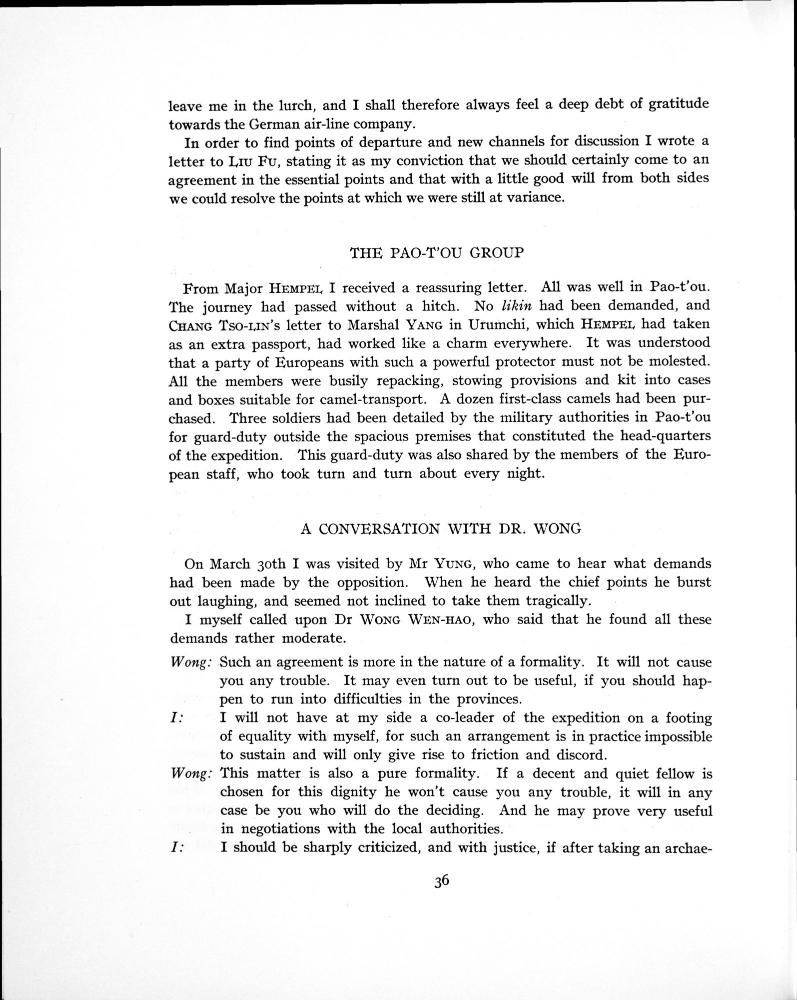 leave me in the lurch, and I shall therefore always feel a deep debt of gratitude
towards the German air-line company.
In order to find points of departure and new channels for discussion I wrote a
letter to LIU FU, stating it as my conviction that we should certainly come to an
agreement in the essential points and that with a little good will from both sides
we could resolve the points at which we were still at variance.
THE PAO-T'OU GROUP
From Major HEMPEL I received a reassuring letter. All was well in Pao-t'ou.
The journey had passed without a hitch. No likin had been demanded, and
CHANG TSO-LIN's letter to Marshal YANG in Urumchi, which HEMPEL had taken
as an extra passport, had worked like a charm everywhere. It was understood
that a party of Europeans with such a powerful protector must not be molested.
All the members were busily repacking, stowing provisions and kit into cases
and boxes suitable for camel-transport. A dozen first-class camels had been pur-
chased. Three soldiers had been detailed by the military authorities in Pao-t'ou
for guard-duty outside the spacious premises that constituted the head-quarters
of the expedition. This guard-duty was also shared by the members of the Euro-
pean staff, who took turn and turn about every night.
A CONVERSATION WITH DR. WONG
On March 30th I was visited by Mr YUNG, who came to hear what demands
had been made by the opposition. When he heard the chief points he burst
out laughing, and seemed not inclined to take them tragically.
I myself called upon Dr WONG WEN-HAO, who said that he found all these
demands rather moderate.
Wong: Such an agreement is more in the nature of a formality. It will not cause
you any trouble. It may even turn out to be useful, if you should hap-
pen to run into difficulties in the provinces.
I: I will not have at my side a co-leader of the expedition on a footing
of equality with myself, for such an arrangement is in practice impossible
to sustain and will only give rise to friction and discord.
Wong: This matter is also a pure formality. If a decent and quiet fellow is
chosen for this dignity he won't cause you any trouble, it will in any
case be you who will do the deciding. And he may prove very useful
in negotiations with the local authorities.
I: I should be sharply criticized, and with justice, if after taking an archae-
36